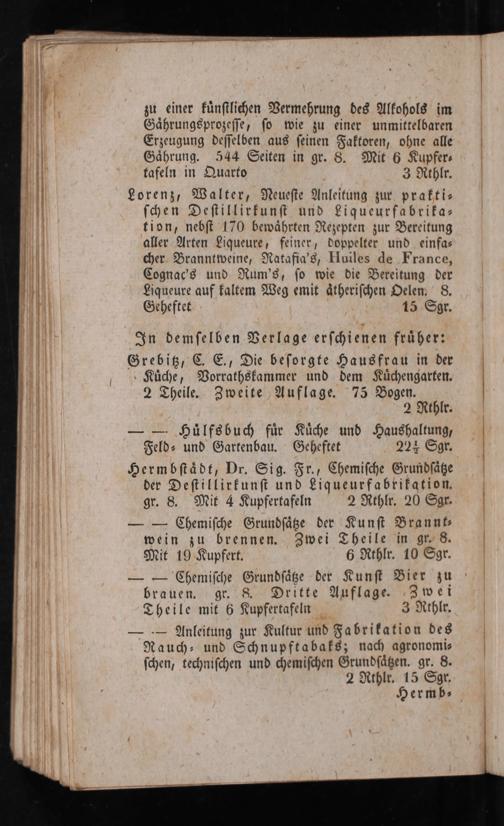 zu einer künstlichen Vermehrung des Alkohols im
Gährungsprozesse, so wie zu einer unmittelbaren
Erzeugung desselben aus seinen Faktoren, ohne alle
Gährung. 544 Seiten in gr. 8. Mit 6 Kupfer-
tafeln in Quarto 3 Rthlr.
Lorenz, Walter, Neueste Anleitung zur prakti-
schen Destillirkunst und Liqueurfabrika-
tion, nebst 170 bewährten Rezepten zur Bereitung
aller Arten Liqueure, feiner, doppelter und einfa-
cher Branntweine, Ratafia's, Huiles de France,
Cognac's und Rum's, so wie die Bereitung der
Liqueure auf kaltem Weg emit ätherischen Oelen. 8.
Geheftet 15 Sgr.
In demselben Verlage erschienen früher:
Grebitz, C. E., Die besorgte Hausfrau in der
Küche, Vorrathskammer und dem Küchengarten.
2 Theile. Zweite Auflage. 75 Bogen.
2 Rthlr.
— — Hülfsbuch für Küche und Haushaltung,
Feld- und Gartenbau. Geheftet 22½ Sgr.
Hermbstädt, Dr. Sig. Fr., Chemische Grundsätze
der Destillirkunst und Liqueurfabrikation.
gr. 8. Mit 4 Kupfertafeln 2 Rthlr. 20 Sgr.
— — Chemische Grundsätze der Kunst Brannt-
wein zu brennen. Zwei Theile in gr. 8.
Mit 19 Kupfert. 6 Rthlr. 10 Sgr.
— — Chemische Grundsätze der Kunst Bier zu
brauen. gr. 8. Dritte Auflage. Zwei
Theile mit 6 Kupfertafeln 3 Rthlr.
— — Anleitung zur Kultur und Fabrikation des
Rauch- und Schnupftabaks; nach agronomi-
schen, technischen und chemischen Grundsätzen. gr. 8.
2 Rthlr. 15 Sgr.
Hermb-